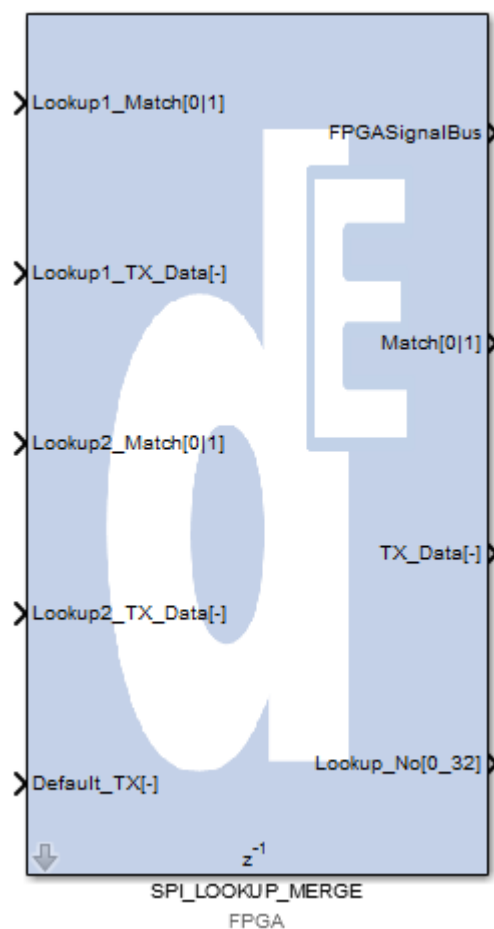 Lookup1_Match[0|1]
FPGASignalBus
Lookup1_TX_Data[-]
Match[0|1]
Lookup2_Match[0|1]
TX_Data[-]
Lookup2_TX_Data[-]
Lookup_No[0_32]
Default_TX[-]
dE
z⁻¹
SPI_LOOKUP_MERGE
FPGA